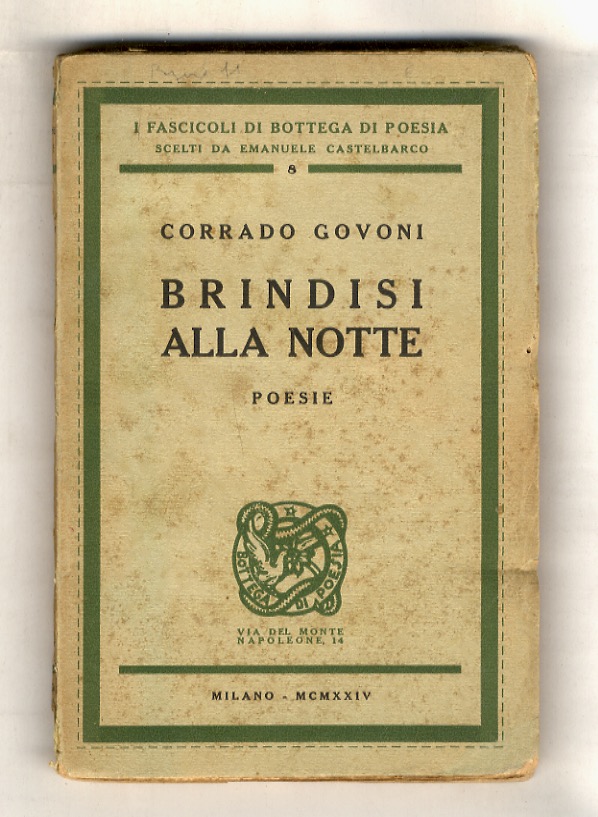 I FASCICOLI DI BOTTEGA DI POESIA
SCELTI DA EMANUELE CASTELBARCO
8
CORRADO GOVONI
BRINDISI
ALLA NOTTE
POESIE
BOTTEGA DI POESIA
VIA DEL MONTE
NAPOLEONE, 14
MILANO - MCMXXIV